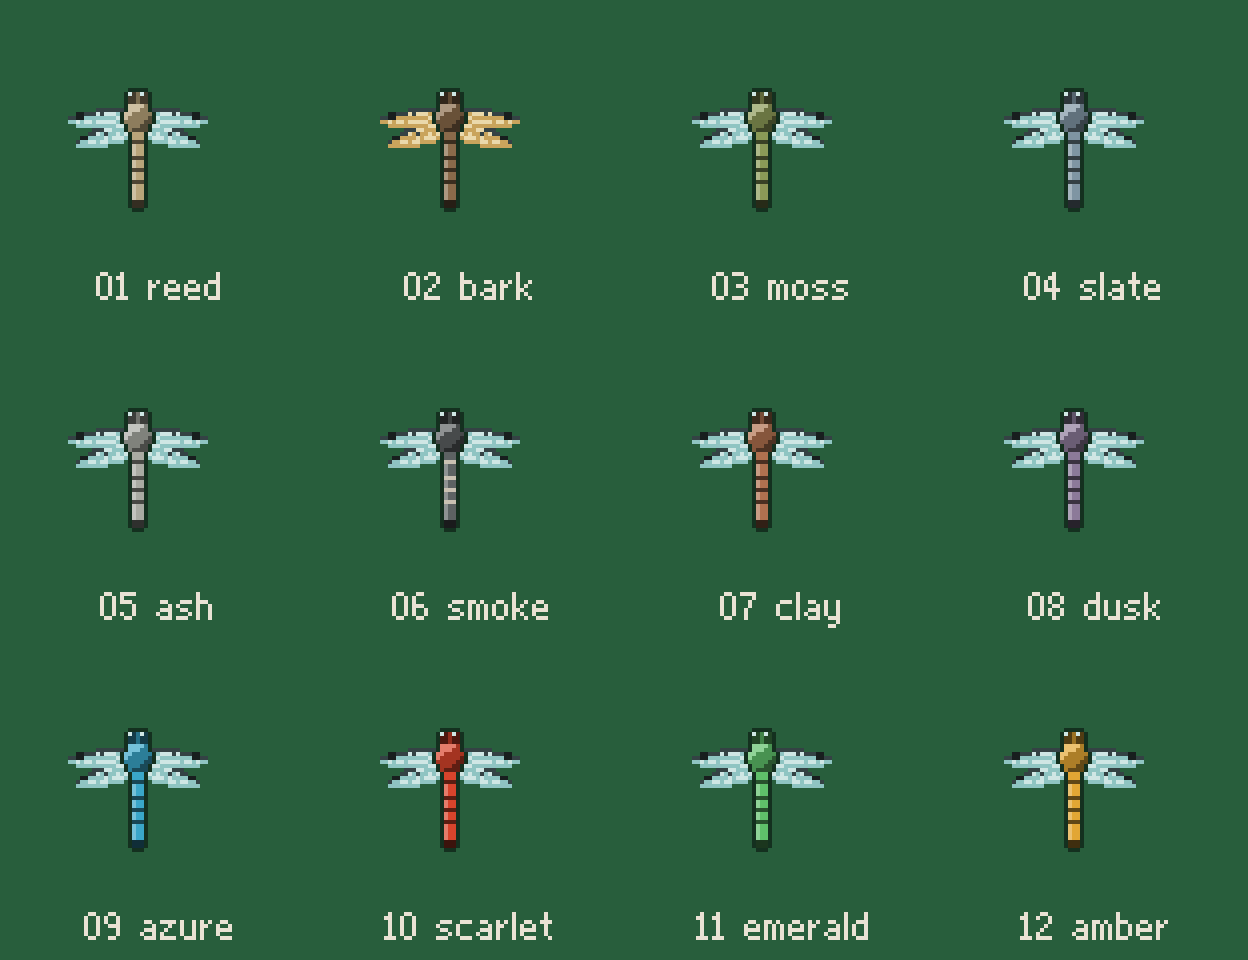 01 reed
02 bark
03 moss
04 slate
05 ash
06 smoke
07 clay
08 dusk
09 azure
10 scarlet
11 emerald
12 amber